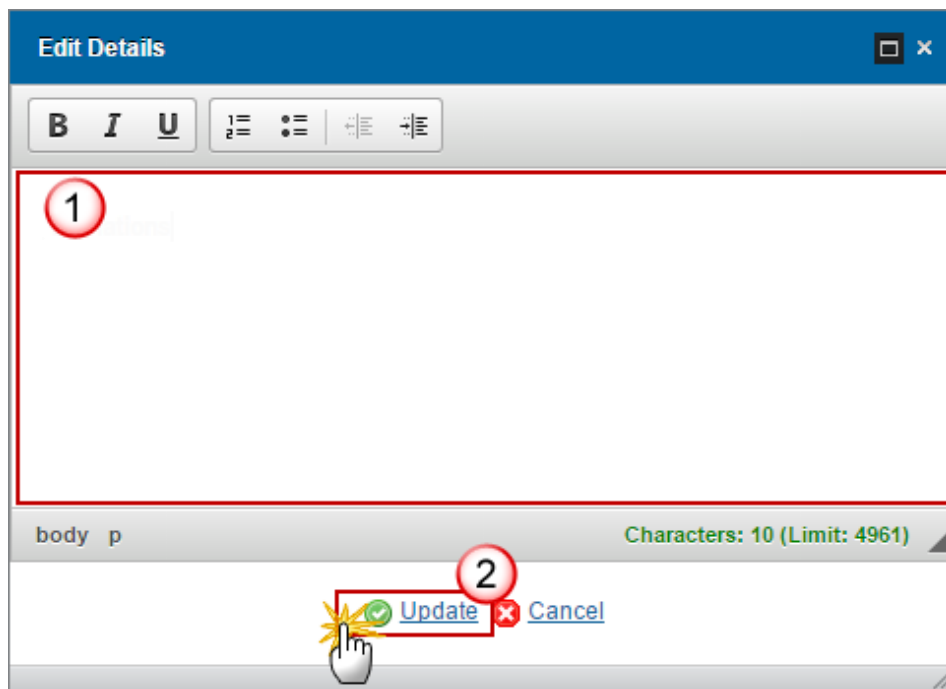 Edit Details
B I U
1
body p
Characters: 10 (Limit: 4961)
2
Update
Cancel